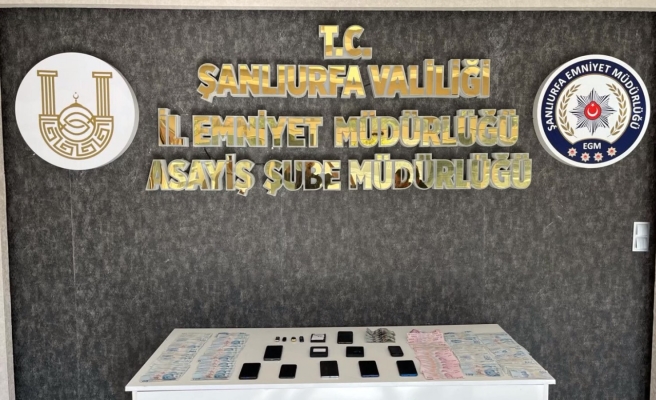 T.C.
ŞANLIURFA VALİLİĞİ
İL EMNİYET MÜDÜRLÜĞÜ
ASAYİŞ ŞUBE MÜDÜRLÜĞÜ
ŞANLIURFA EMNİYET MÜDÜRLÜĞÜ
EGM